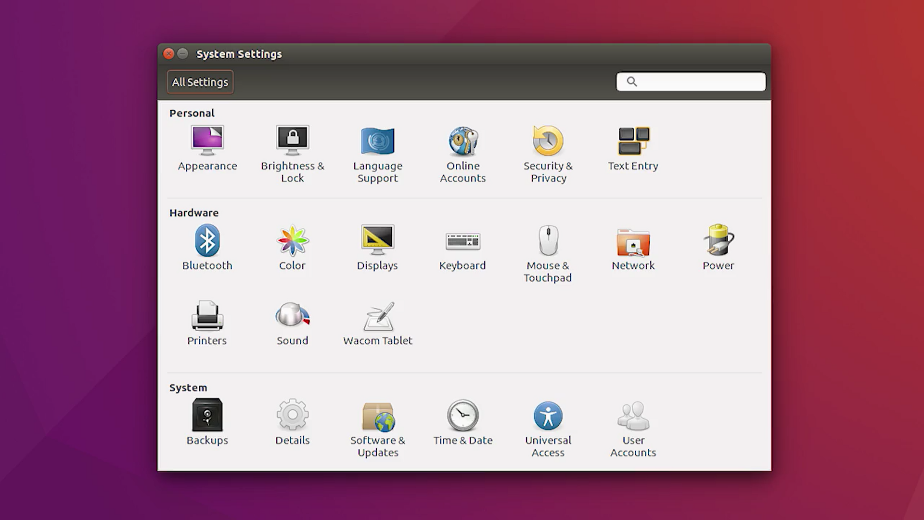 System Settings
All Settings
Personal
Appearance
Brightness &
Lock
Language
Support
Online
Accounts
Security &
Privacy
Text Entry
Hardware
Bluetooth
Color
Displays
Keyboard
Mouse &
Touchpad
Network
Power
Printers
Sound
Wacom Tablet
System
Backups
Details
Software &
Updates
Time & Date
Universal
Access
User
Accounts